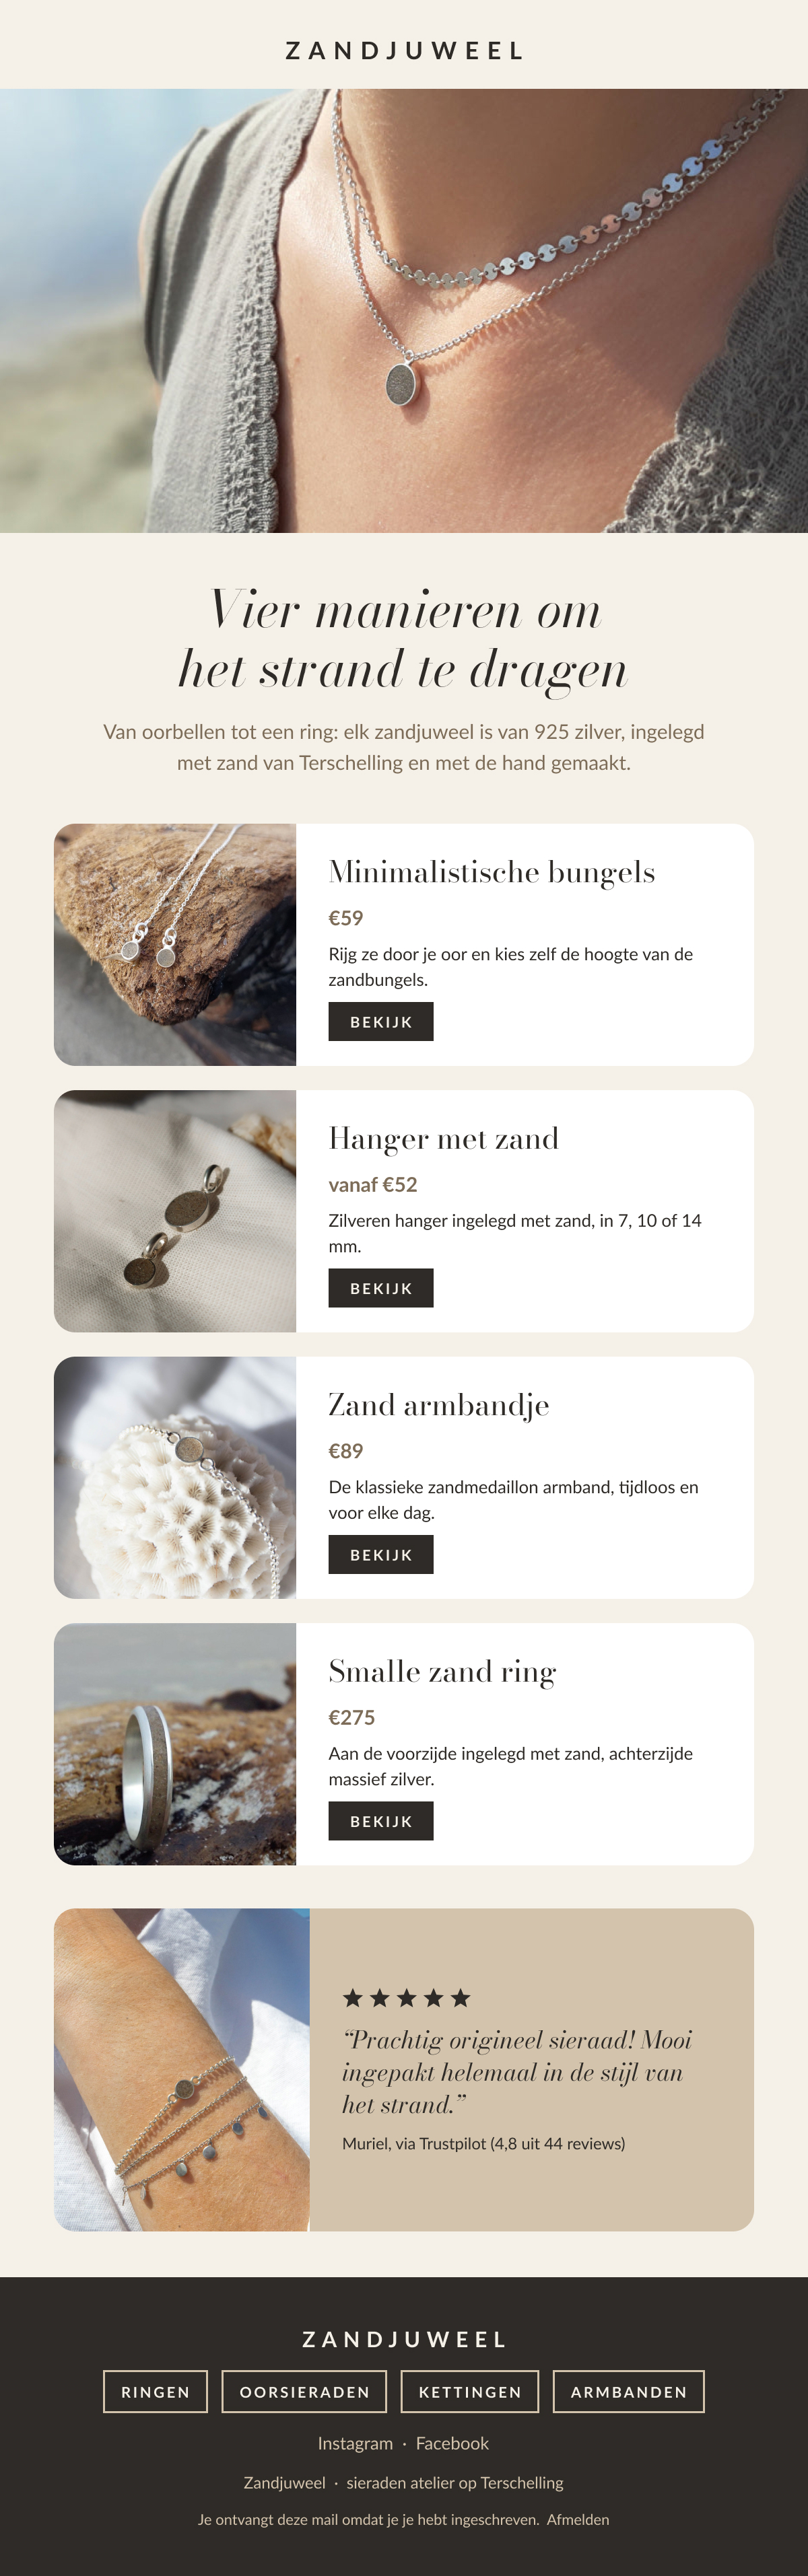 ZANDJUWEEL
Vier manieren om
het strand te dragen
Van oorbellen tot een ring: elk zandjuweel is van 925 zilver, ingelegd
met zand van Terschelling en met de hand gemaakt.
Minimalistische bungels
€59
Rijg ze door je oor en kies zelf de hoogte van de
zandbungels.
BEKIJK
Hanger met zand
vanaf €52
Zilveren hanger ingelegd met zand, in 7, 10 of 14
mm.
BEKIJK
Zand armbandje
€89
De klassieke zandmedaillon armband, tijdloos en
voor elke dag.
BEKIJK
Smalle zand ring
€275
Aan de voorzijde ingelegd met zand, achterzijde
massief zilver.
BEKIJK
★★★★★
“Prachtig origineel sieraad! Mooi
ingepakt helemaal in de stijl van
het strand.”
Muriel, via Trustpilot (4,8 uit 44 reviews)
ZANDJUWEEL
RINGEN OORSIERADEN KETTINGEN ARMBANDEN
Instagram · Facebook
Zandjuweel · sieraden atelier op Terschelling
Je ontvangt deze mail omdat je je hebt ingeschreven. Afmelden